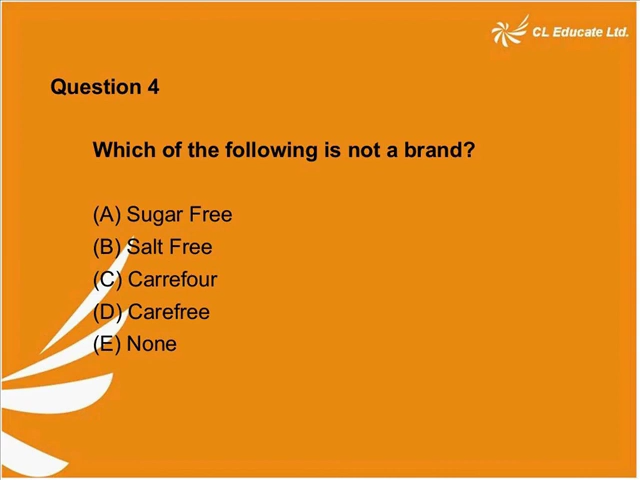 CL Educate Ltd.
Question 4
Which of the following is not a brand?
(A) Sugar Free
(B) Salt Free
(C) Carrefour
(D) Carefree
(E) None